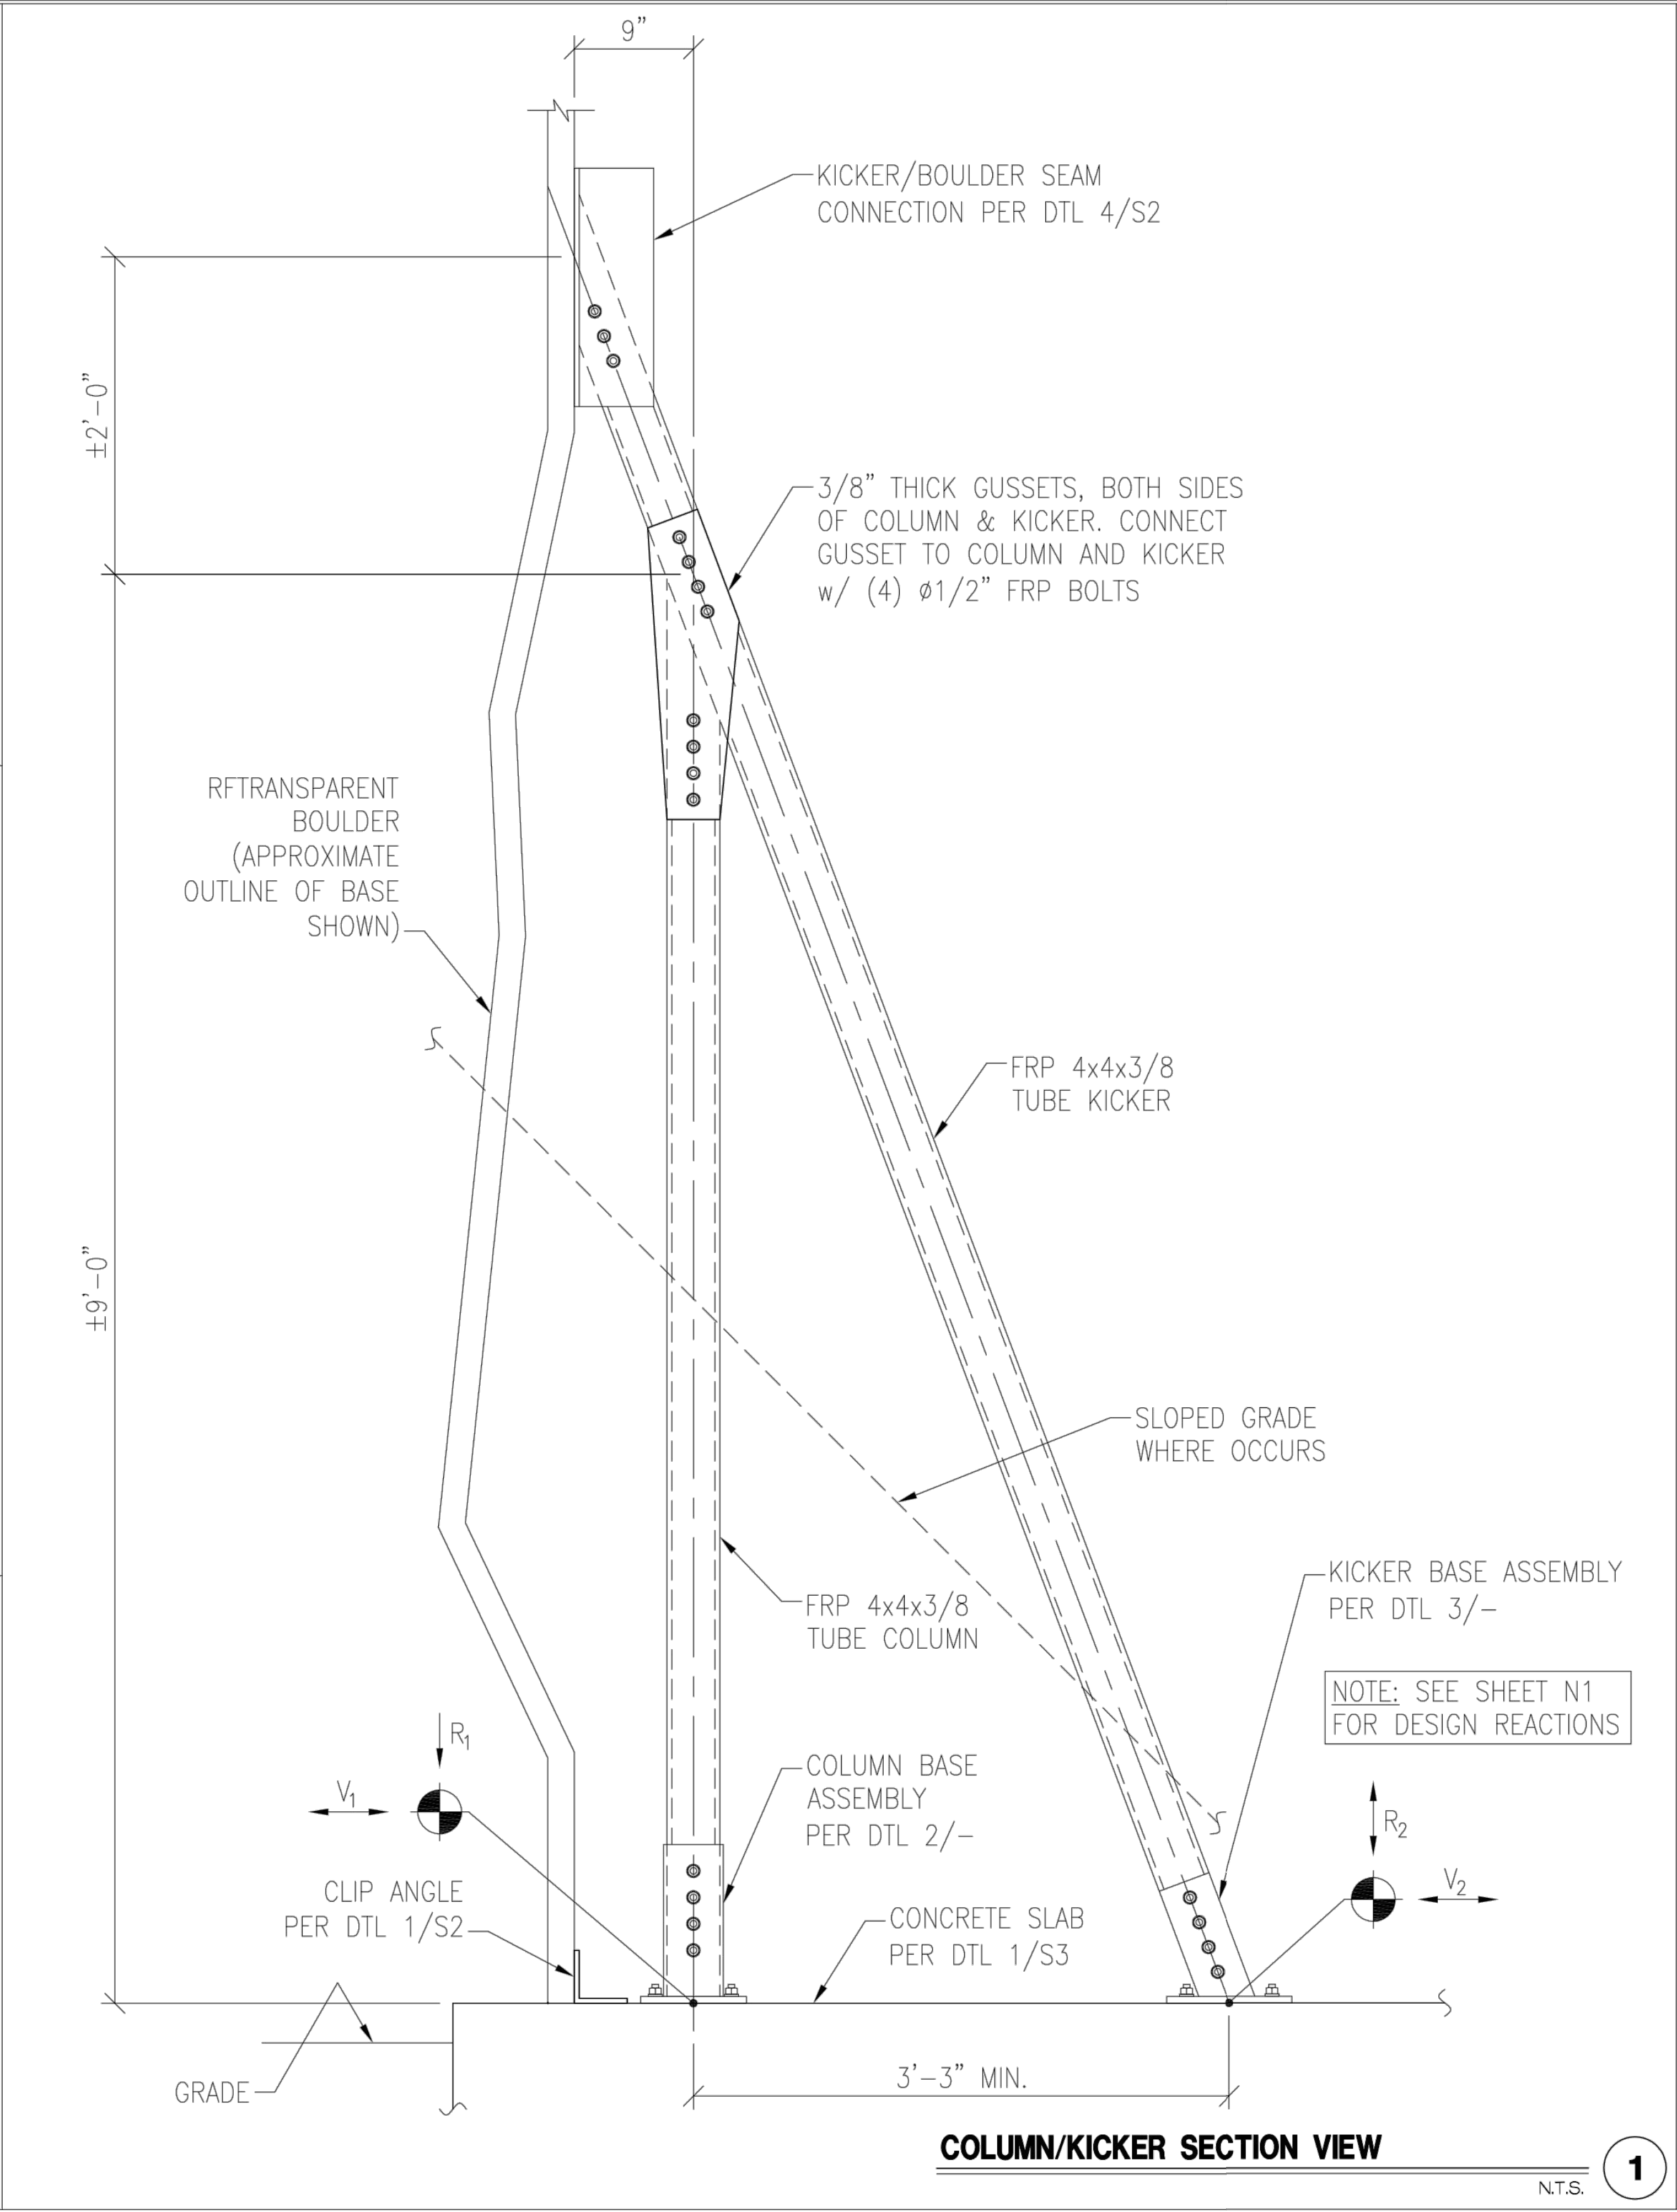 9"
KICKER/BOULDER SEAM
CONNECTION PER DTL 4/S2
±2'-0"
3/8" THICK GUSSETS, BOTH SIDES
OF COLUMN & KICKER. CONNECT
GUSSET TO COLUMN AND KICKER
w/ (4) ø1/2" FRP BOLTS
RFTRANSPARENT
BOULDER
(APPROXIMATE
OUTLINE OF BASE
SHOWN)
FRP 4x4x3/8
TUBE KICKER
±9'-0"
SLOPED GRADE
WHERE OCCURS
FRP 4x4x3/8
TUBE COLUMN
KICKER BASE ASSEMBLY
PER DTL 3/-
NOTE: SEE SHEET N1
FOR DESIGN REACTIONS
R1
V1
COLUMN BASE
ASSEMBLY
PER DTL 2/-
R2
V2
CLIP ANGLE
PER DTL 1/S2
CONCRETE SLAB
PER DTL 1/S3
GRADE
3'-3" MIN.
COLUMN/KICKER SECTION VIEW
N.T.S.
1